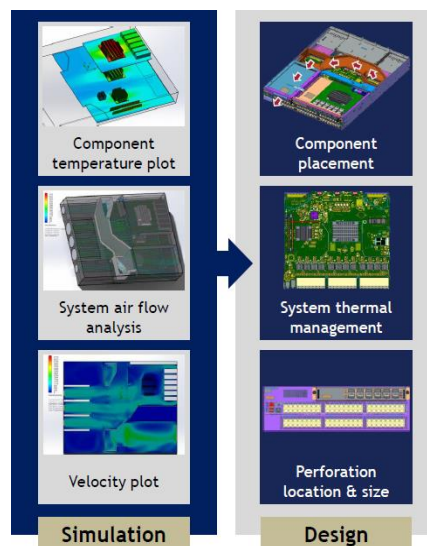 Component
temperature plot
System air flow
analysis
Velocity plot
Simulation
Component
placement
System thermal
management
Perforation
location & size
Design